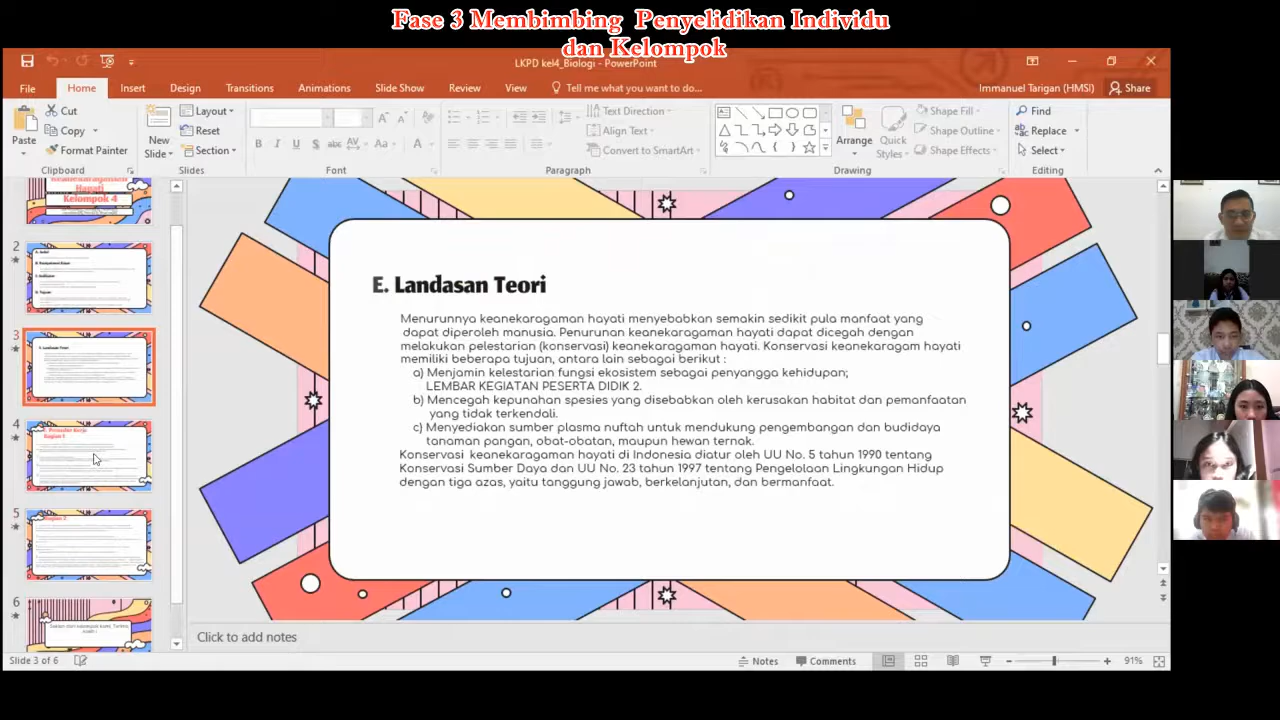 Fase 3 Membimbing Penyelidikan Individu
dan Kelompok
LKPD kel4_Biologi - PowerPoint
File
Home
Insert
Design
Transitions
Animations
Slide Show
Review
View
Tell me what you want to do...
Immanuel Tarigan (HMSI)
Share
Paste
Cut
Copy
Format Painter
Clipboard
New
Slide
Layout
Reset
Section
Slides
Font
Text Direction
Align Text
Convert to SmartArt
Paragraph
Arrange
Quick
Styles
Shape Fill
Shape Outline
Shape Effects
Drawing
Find
Replace
Select
Editing
Hayati
Kelompok 4
2
3
4
5
Bagian 2
6
E. Landasan Teori
Menurunnya keanekaragaman hayati menyebabkan semakin sedikit pula manfaat yang
dapat diperoleh manusia. Penurunan keanekaragaman hayati dapat dicegah dengan
melakukan pelestarian (konservasi) keanekaragaman hayati. Konservasi keanekaragam hayati
memiliki beberapa tujuan, antara lain sebagai berikut :
a) Menjamin kelestarian fungsi ekosistem sebagai penyangga kehidupan;
LEMBAR KEGIATAN PESERTA DIDIK 2.
b) Mencegah kepunahan spesies yang disebabkan oleh kerusakan habitat dan pemanfaatan
yang tidak terkendali.
c) Menyediakan sumber plasma nuftah untuk mendukung pengembangan dan budidaya
tanaman pangan, obat-obatan, maupun hewan ternak.
Konservasi keanekaragaman hayati di Indonesia diatur oleh UU No. 5 tahun 1990 tentang
Konservasi Sumber Daya dan UU No. 23 tahun 1997 tentang Pengelolaan Lingkungan Hidup
dengan tiga azas, yaitu tanggung jawab, berkelanjutan, dan bermanfaat.
Click to add notes
Slide 3 of 6
Notes
Comments
91%